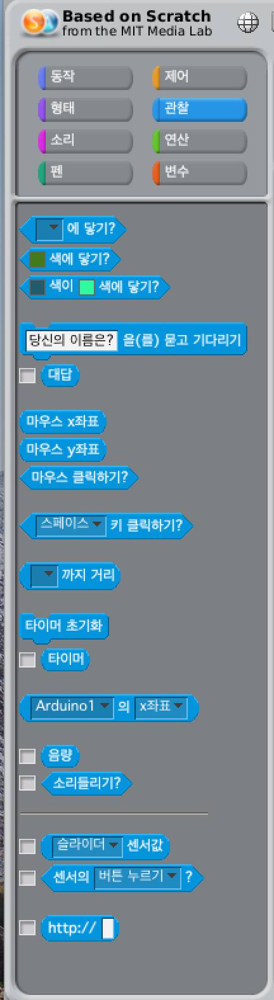 Based on Scratch
from the MIT Media Lab
동작 제어
형태 관찰
소리 연산
펜 변수
에 닿기?
색에 닿기?
색이 색에 닿기?
당신의 이름은? 을(를) 묻고 기다리기
대답
마우스 x좌표
마우스 y좌표
마우스 클릭하기?
스페이스 키 클릭하기?
까지 거리
타이머 초기화
타이머
Arduino1 의 x좌표
음량
소리들리기?
슬라이더 센서값
센서의 버튼 누르기 ?
http://